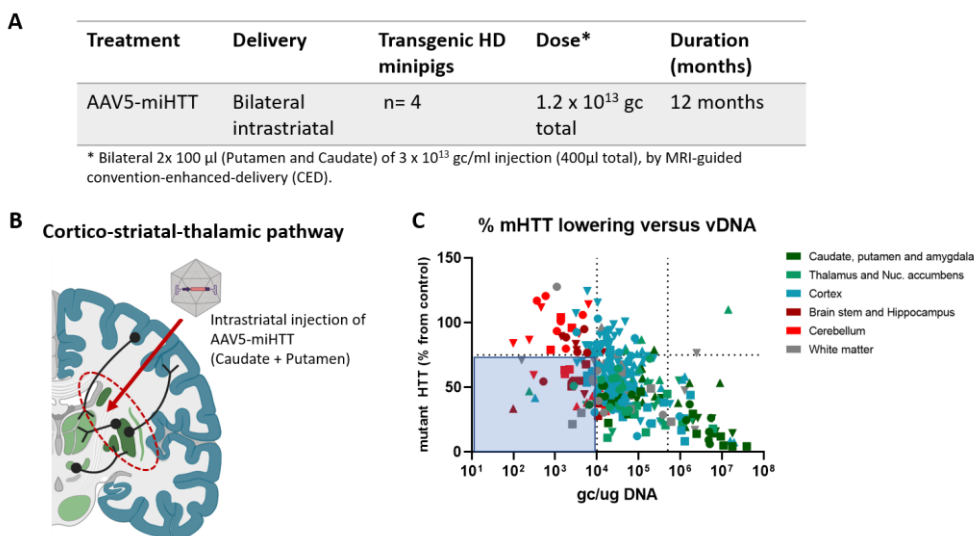 A
Treatment Delivery Transgenic HD Dose* Duration
minipigs (months)
AAV5-miHTT Bilateral n= 4 1.2 x 10¹³ gc 12 months
intrastriatal total
* Bilateral 2x 100 µl (Putamen and Caudate) of 3 x 10¹³ gc/ml injection (400µl total), by MRI-guided
convention-enhanced-delivery (CED).
B
Cortico-striatal-thalamic pathway
Intrastriatal injection of
AAV5-miHTT
(Caudate + Putamen)
C
% mHTT lowering versus vDNA
mutant HTT (% from control)
150
100
50
0
10¹ 10² 10³ 10⁴ 10⁵ 10⁶ 10⁷ 10⁸
gc/ug DNA
Caudate, putamen and amygdala
Thalamus and Nuc. accumbens
Cortex
Brain stem and Hippocampus
Cerebellum
White matter